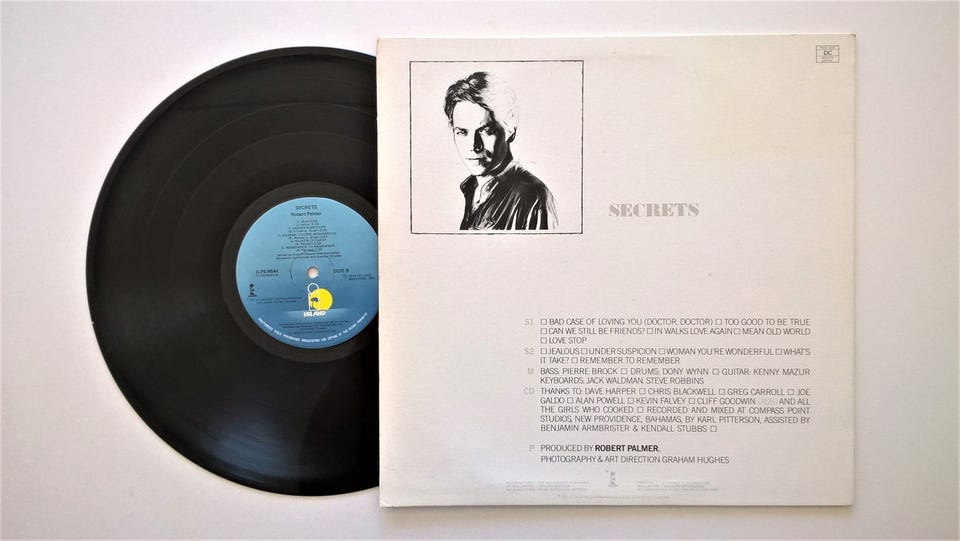 SECRETS
Robert Palmer
ILPS 9544
SIDE B
ISLAND
DC
SECRETS
S1 □ BAD CASE OF LOVING YOU (DOCTOR, DOCTOR) □ TOO GOOD TO BE TRUE
□ CAN WE STILL BE FRIENDS? □ IN WALKS LOVE AGAIN □ MEAN OLD WORLD
□ LOVE STOP
S2 □ JEALOUS □ UNDER SUSPICION □ WOMAN YOU'RE WONDERFUL □ WHAT'S
IT TAKE? □ REMEMBER TO REMEMBER
M BASS: PIERRE BROCK □ DRUMS: DONY WYNN □ GUITAR: KENNY MAZUR
KEYBOARDS: JACK WALDMAN. STEVE ROBBINS
CD THANKS TO: DAVE HARPER □ CHRIS BLACKWELL □ GREG CARROLL □ JOE
GALDO □ ALAN POWELL □ KEVIN FALVEY □ CLIFF GOODWIN (ASB) AND ALL
THE GIRLS WHO COOKED □ RECORDED AND MIXED AT COMPASS POINT
STUDIOS, NEW PROVIDENCE, BAHAMAS, BY KARL PITTERSON, ASSISTED BY
BENJAMIN ARMBRISTER & KENDALL STUBBS □
P PRODUCED BY ROBERT PALMER.
PHOTOGRAPHY & ART DIRECTION GRAHAM HUGHES